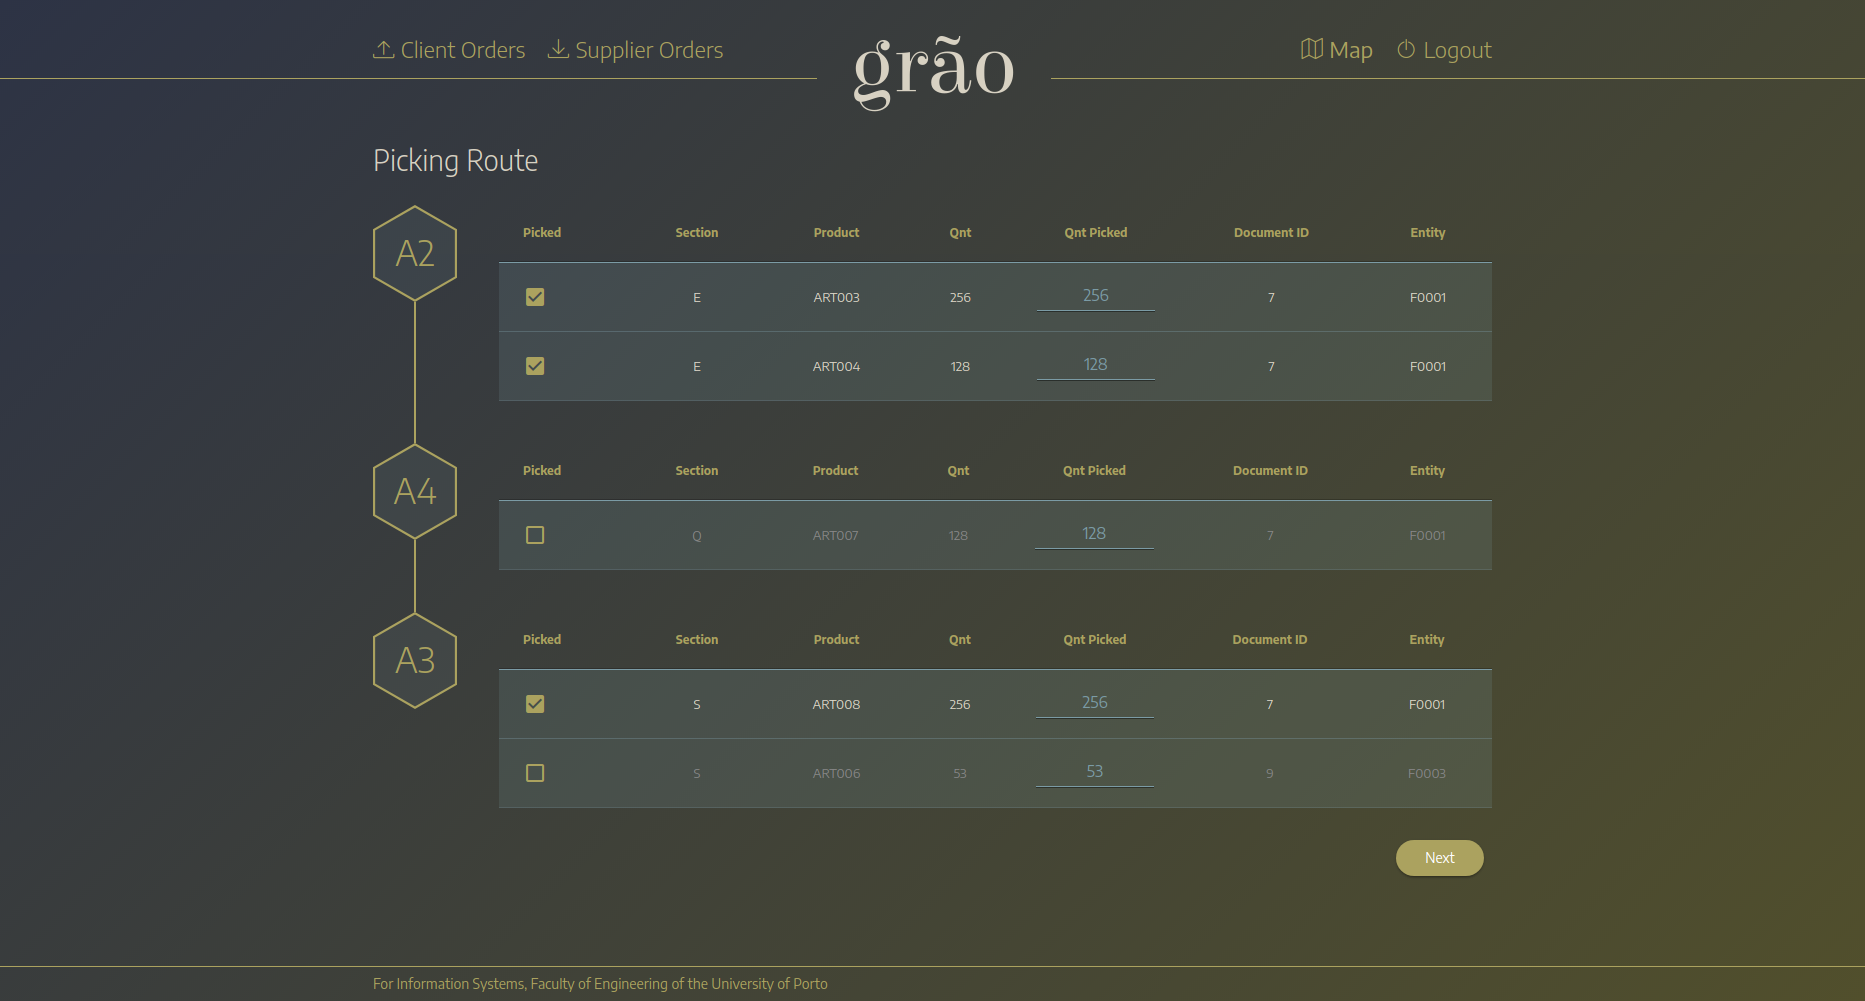 Client Orders Supplier Orders grão Map Logout
Picking Route
A2
Picked Section Product Qnt Qnt Picked Document ID Entity
E ART003 256 256 7 F0001
E ART004 128 128 7 F0001
A4
Picked Section Product Qnt Qnt Picked Document ID Entity
Q ART007 128 128 7 F0001
A3
Picked Section Product Qnt Qnt Picked Document ID Entity
S ART008 256 256 7 F0001
S ART006 53 53 9 F0003
Next
For Information Systems, Faculty of Engineering of the University of Porto